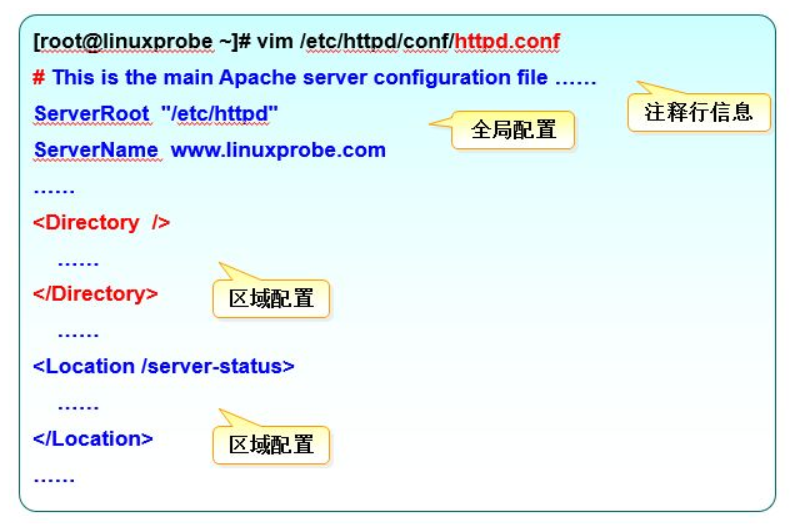 [root@linuxprobe ~]# vim /etc/httpd/conf/httpd.conf
# This is the main Apache server configuration file ……
注释行信息
ServerRoot "/etc/httpd"
全局配置
ServerName www.linuxprobe.com
……
<Directory />
……
</Directory>
区域配置
……
<Location /server-status>
……
</Location>
区域配置
……